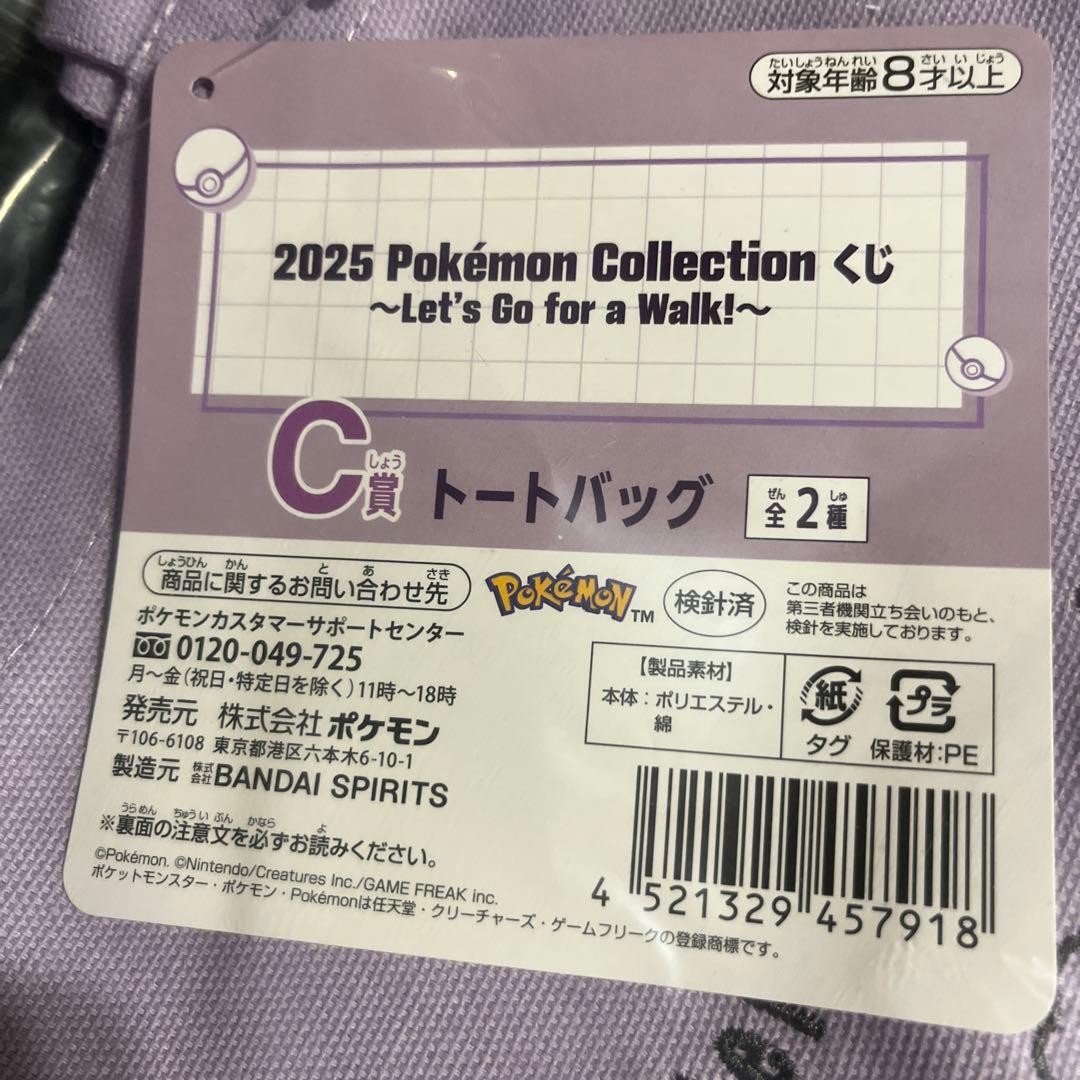 対象年齢8才以上
たいしょうねんれい さいいじょう
2025 Pokémon Collection くじ
～Let's Go for a Walk!～
C賞 トートバッグ 全2種
しょう ぜん しゅ
しょうひん かん と あ さき
商品に関するお問い合わせ先
ポケモンカスタマーサポートセンター
0120-049-725
月～金(祝日・特定日を除く)11時～18時
発売元 株式会社ポケモン
〒106-6108 東京都港区六本木6-10-1
製造元 株式会社BANDAI SPIRITS
うらめん ちゅういぶん かなら よ
※裏面の注意文を必ずお読みください。
©Pokémon. ©Nintendo/Creatures Inc./GAME FREAK inc.
ポケットモンスター・ポケモン・Pokémonは任天堂・クリーチャーズ・ゲームフリークの登録商標です。
POKéMON™
検針済
この商品は
第三者機関立ち会いのもと、
検針を実施しております。
【製品素材】
本体：ポリエステル・
綿
紙
タグ
プラ
保護材：PE
4 521329 457918